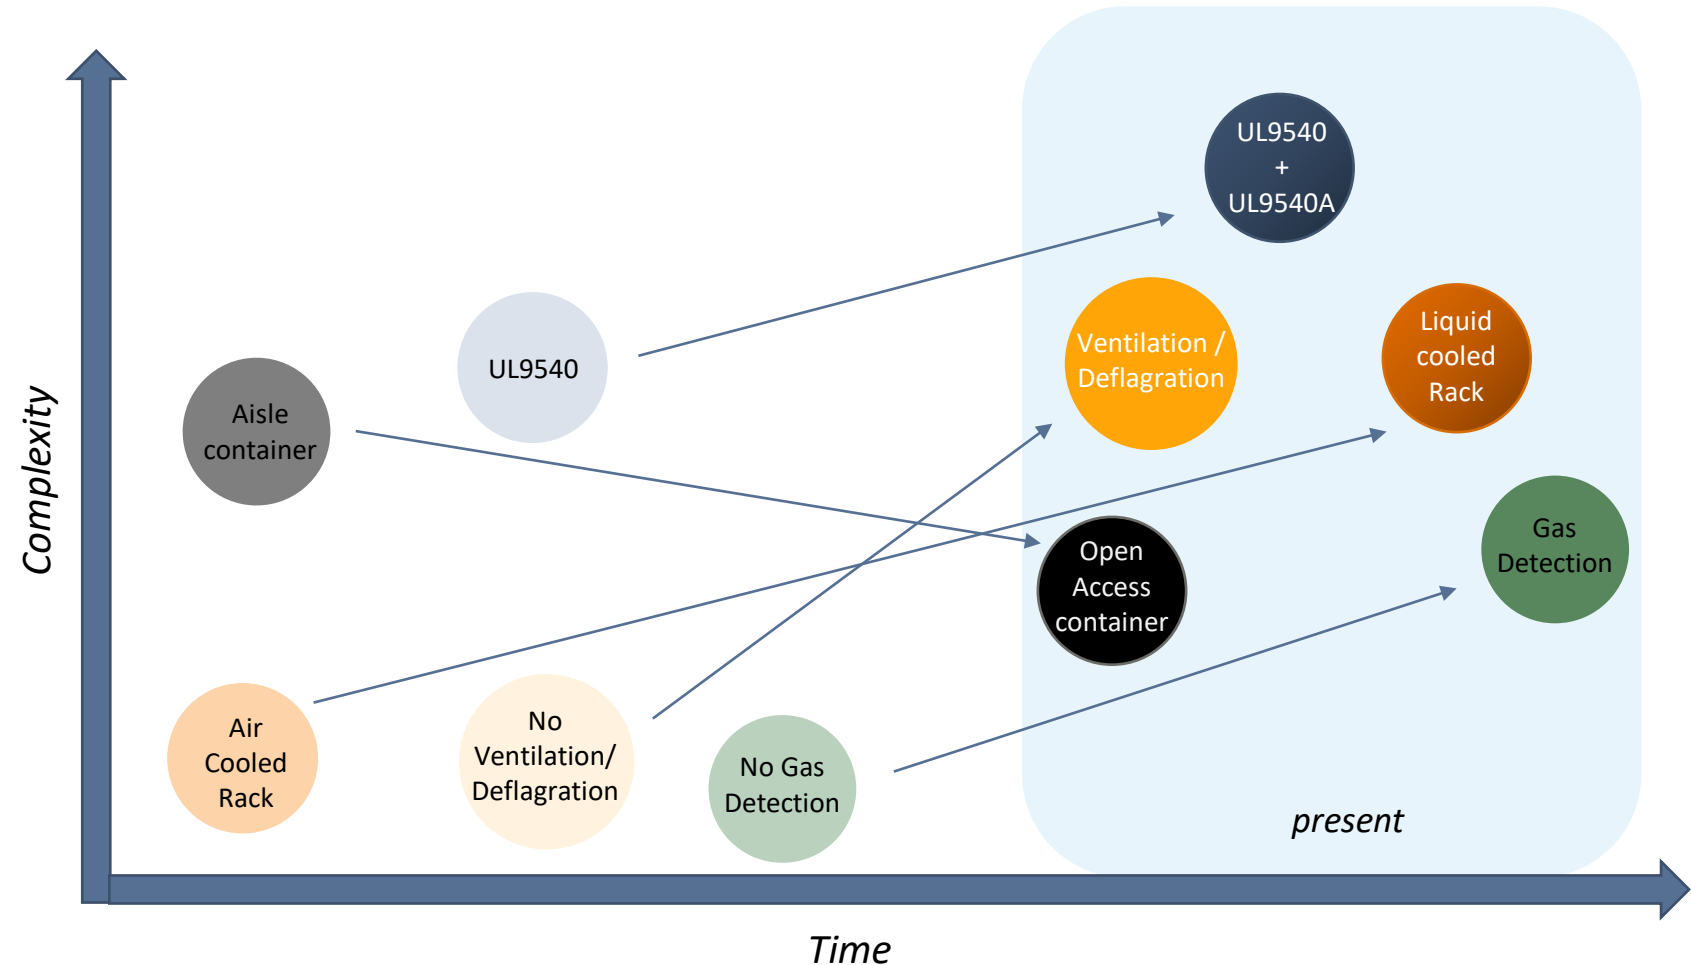 UL9540
+
UL9540A
Complexity
Aisle
container
UL9540
Ventilation /
Deflagration
Liquid
cooled
Rack
Open
Access
container
Gas
Detection
Air
Cooled
Rack
No
Ventilation/
Deflagration
No Gas
Detection
present
Time